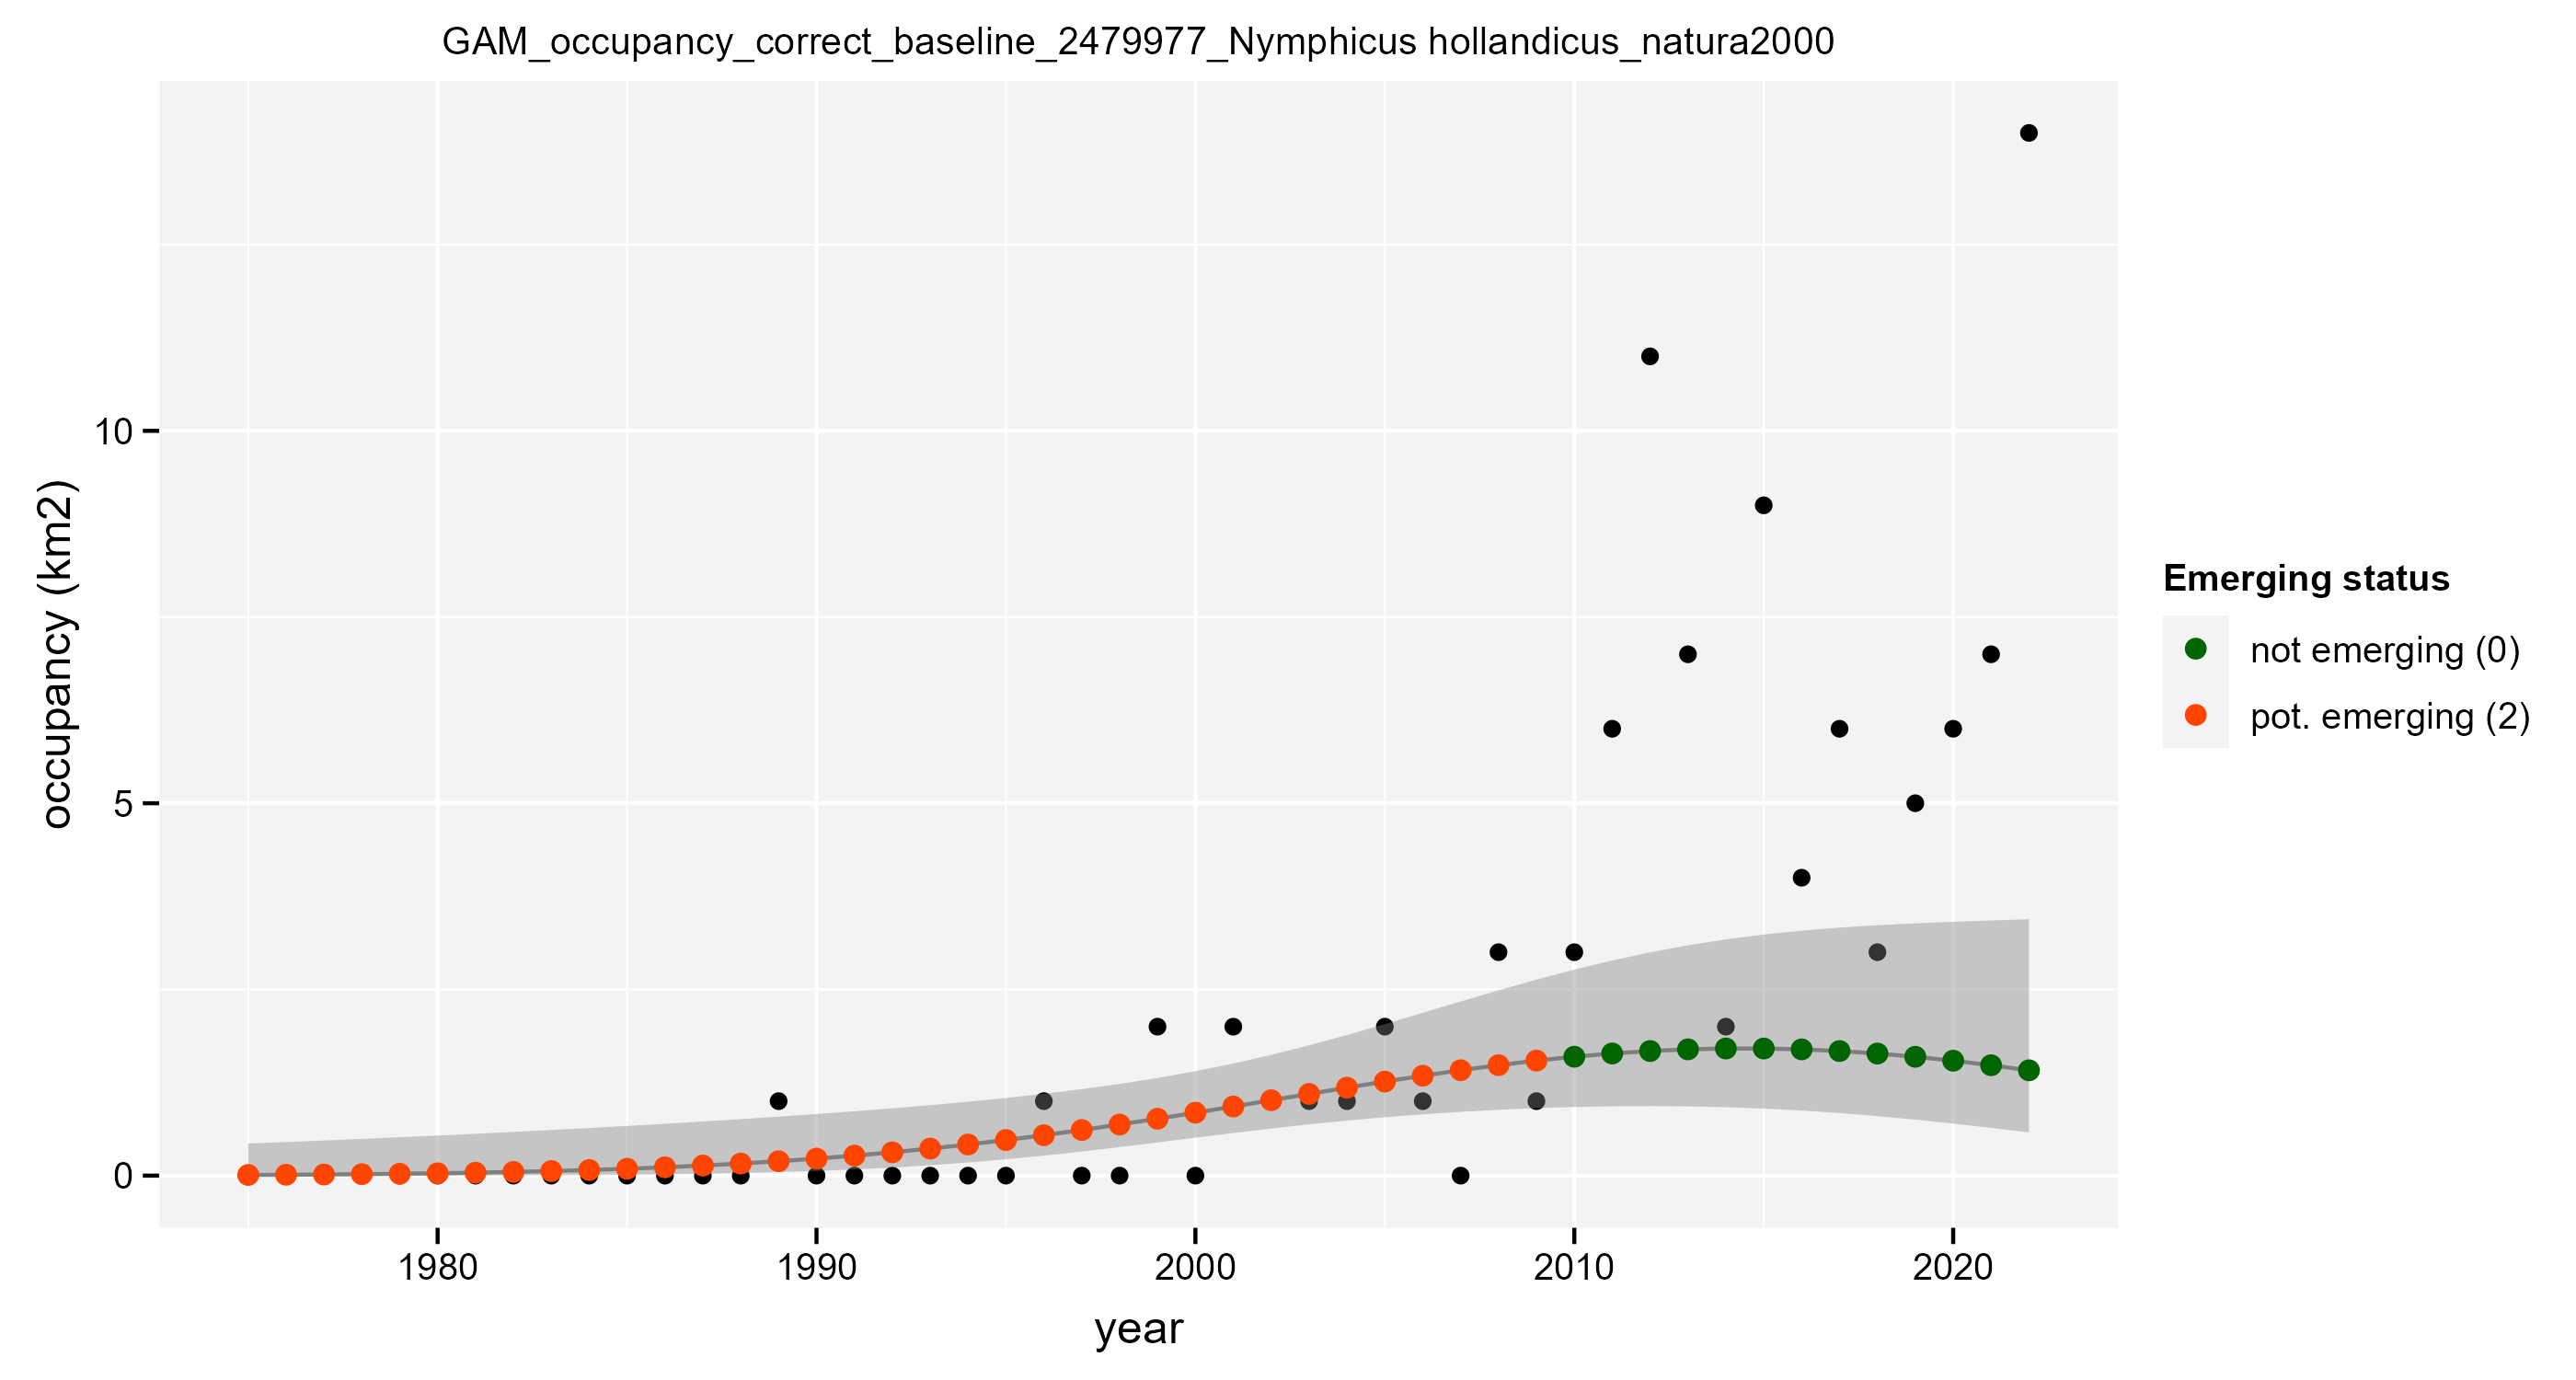 GAM_occupancy_correct_baseline_2479977_Nymphicus hollandicus_natura2000
occupancy (km2)
10
5
0
1980 1990 2000 2010 2020
year
Emerging status
not emerging (0)
pot. emerging (2)